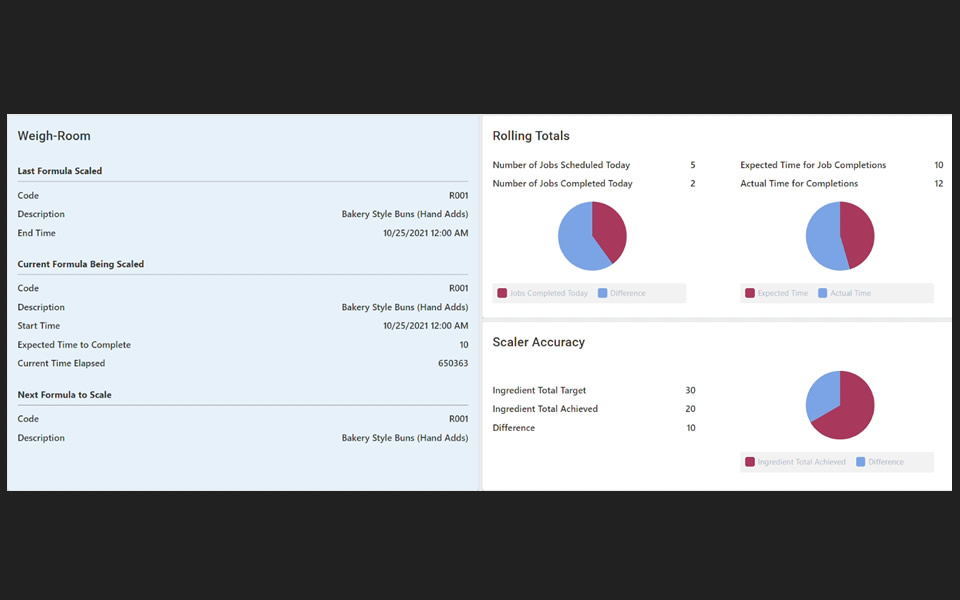 Weigh-Room
Last Formula Scaled
Code R001
Description Bakery Style Buns (Hand Adds)
End Time 10/25/2021 12:00 AM
Current Formula Being Scaled
Code R001
Description Bakery Style Buns (Hand Adds)
Start Time 10/25/2021 12:00 AM
Expected Time to Complete 10
Current Time Elapsed 650363
Next Formula to Scale
Code R001
Description Bakery Style Buns (Hand Adds)
Rolling Totals
Number of Jobs Scheduled Today 5
Number of Jobs Completed Today 2
Jobs Completed Today Difference
Expected Time for Job Completions 10
Actual Time for Completions 12
Expected Time Actual Time
Scaler Accuracy
Ingredient Total Target 30
Ingredient Total Achieved 20
Difference 10
Ingredient Total Achieved Difference